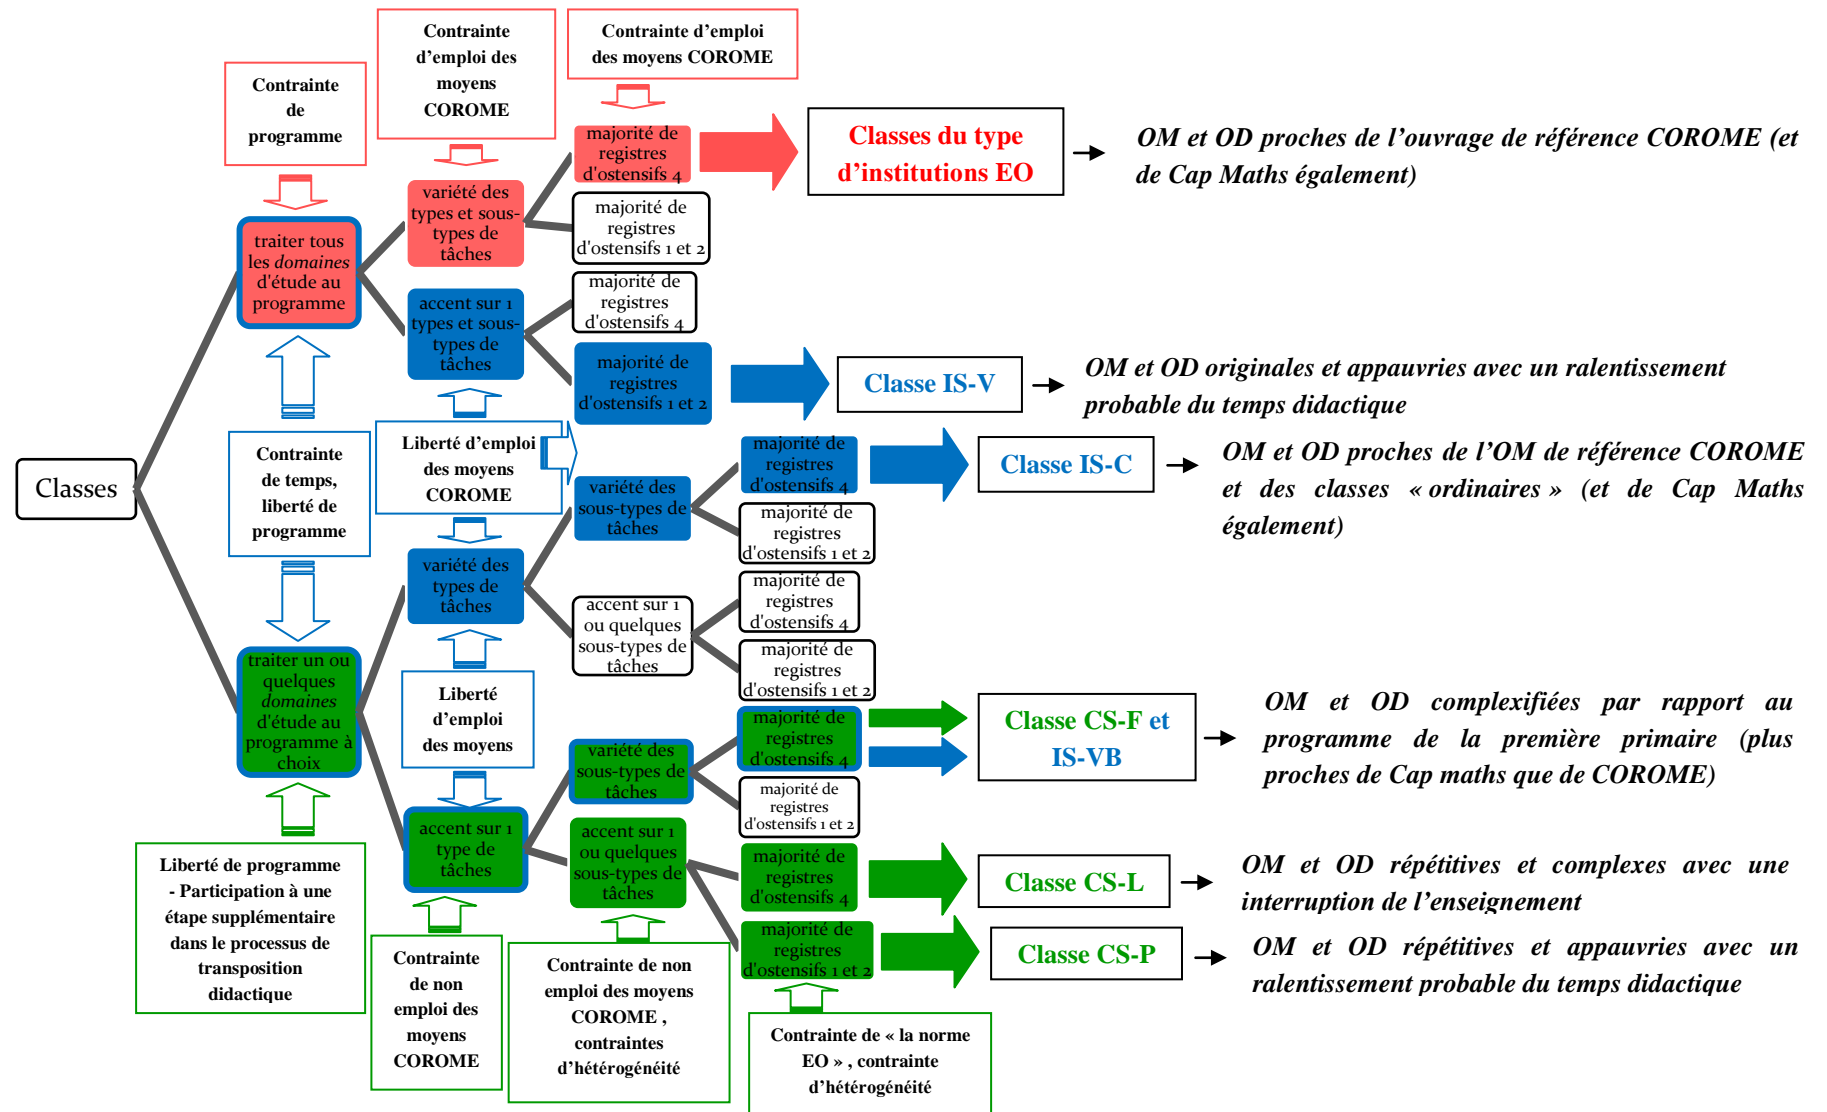 Contrainte
d'emploi des
moyens
COROME
Contrainte d'emploi
des moyens COROME
Contrainte
de
programme
majorité de
registres
d'ostensifs 4
Classes du type
d'institutions EO
OM et OD proches de l'ouvrage de référence COROME (et
de Cap Maths également)
variété des
types et sous-
types de
tâches
majorité de
registres
d'ostensifs 1 et 2
traiter tous
les domaines
d'étude au
programme
accent sur 1
types et sous-
types de
tâches
majorité de
registres
d'ostensifs 4
majorité de
registres
d'ostensifs 1 et 2
Classe IS-V
OM et OD originales et appauvries avec un ralentissement
probable du temps didactique
Contrainte
de temps,
liberté de
programme
Liberté d'emploi
des moyens
COROME
Classes
variété des
sous-types de
tâches
majorité de
registres
d'ostensifs 4
Classe IS-C
OM et OD proches de l'OM de référence COROME
et des classes « ordinaires » (et de Cap Maths
également)
majorité de
registres
d'ostensifs 1 et 2
variété des
types de
tâches
accent sur 1
ou quelques
sous-types de
tâches
majorité de
registres
d'ostensifs 4
majorité de
registres
d'ostensifs 1 et 2
traiter un ou
quelques
domaines
d'étude au
programme à
choix
Liberté
d'emploi
des moyens
variété des
sous-types de
tâches
majorité de
registres
d'ostensifs 4
Classe CS-F et
IS-VB
OM et OD complexifiées par rapport au
programme de la première primaire (plus
proches de Cap maths que de COROME)
majorité de
registres
d'ostensifs 1 et 2
accent sur 1
type de
tâches
accent sur 1
ou quelques
sous-types de
tâches
majorité de
registres
d'ostensifs 4
Classe CS-L
OM et OD répétitives et complexes avec une
interruption de l'enseignement
majorité de
registres
d'ostensifs 1 et 2
Classe CS-P
OM et OD répétitives et appauvries avec un
ralentissement probable du temps didactique
Liberté de programme
- Participation à une
étape supplémentaire
dans le processus de
transposition
didactique
Contrainte
de non
emploi des
moyens
COROME
Contrainte de non
emploi des moyens
COROME ,
contraintes
d'hétérogénéité
Contrainte de « la norme
EO » , contrainte
d'hétérogénéité